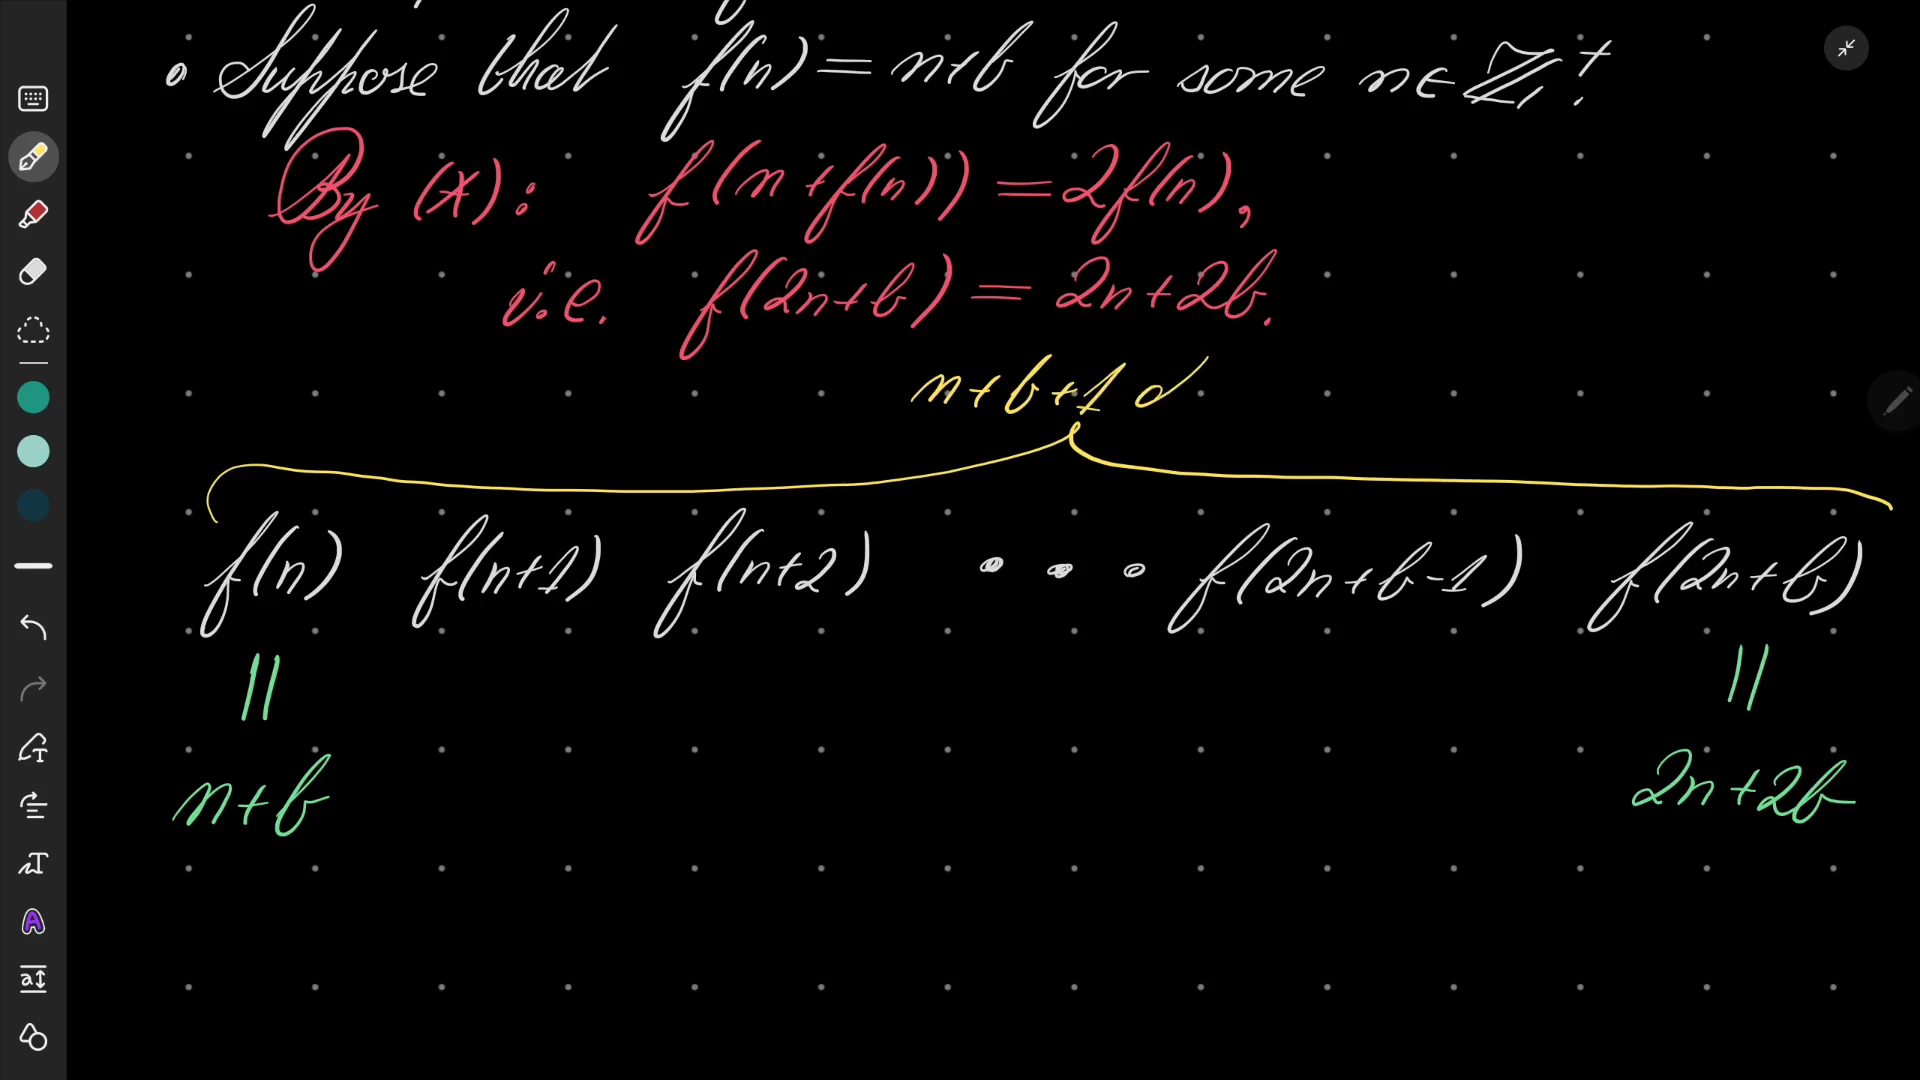 • Suppose that f(n)=n+b for some n∈ℤ⁺.
By (*): f(n+f(n))=2f(n),
i.e. f(2n+b)=2n+2b.
n+b+1
f(n) f(n+1) f(n+2) • • • f(2n+b-1) f(2n+b)
|| ||
n+b 2n+2b